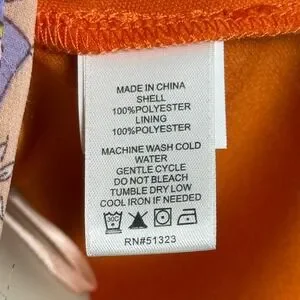 MADE IN CHINA
SHELL
100%POLYESTER
LINING
100%POLYESTER
MACHINE WASH COLD
WATER
GENTLE CYCLE
DO NOT BLEACH
TUMBLE DRY LOW
COOL IRON IF NEEDED
RN#51323